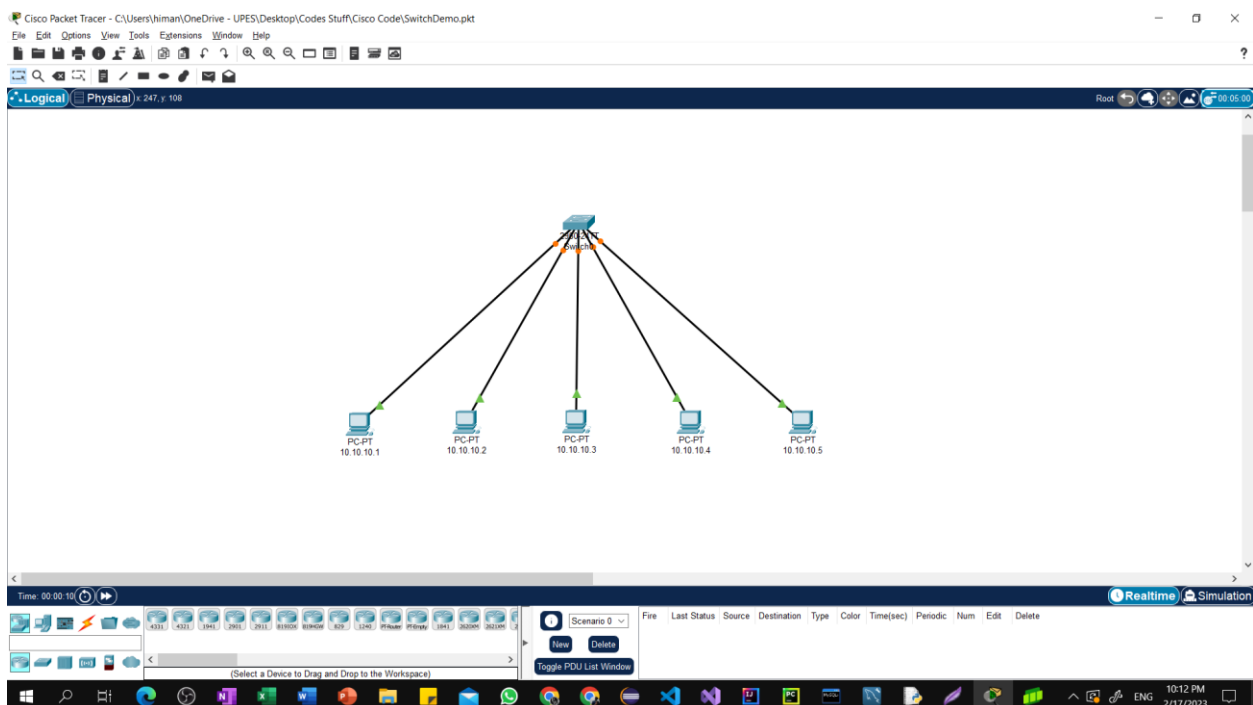 Cisco Packet Tracer - C:\Users\himan\OneDrive - UPES\Desktop\Codes Stuff\Cisco Code\SwitchDemo.pkt
File Edit Options View Tools Extensions Window Help
?
Logical Physical x: 247, y: 108 Root 00:05:00
Switch0
PC-PT
10.10.10.1
PC-PT
10.10.10.2
PC-PT
10.10.10.3
PC-PT
10.10.10.4
PC-PT
10.10.10.5
Time: 00:00:10 Realtime Simulation
4331 4321 1941 2901 2911 819IOX 819HGW 829 1240 PT-Router PT-Empty 1841 2620XM 2621XM
Scenario 0
New Delete
Toggle PDU List Window
Fire Last Status Source Destination Type Color Time(sec) Periodic Num Edit Delete
(Select a Device to Drag and Drop to the Workspace)
ENG 10:12 PM
2/17/2023